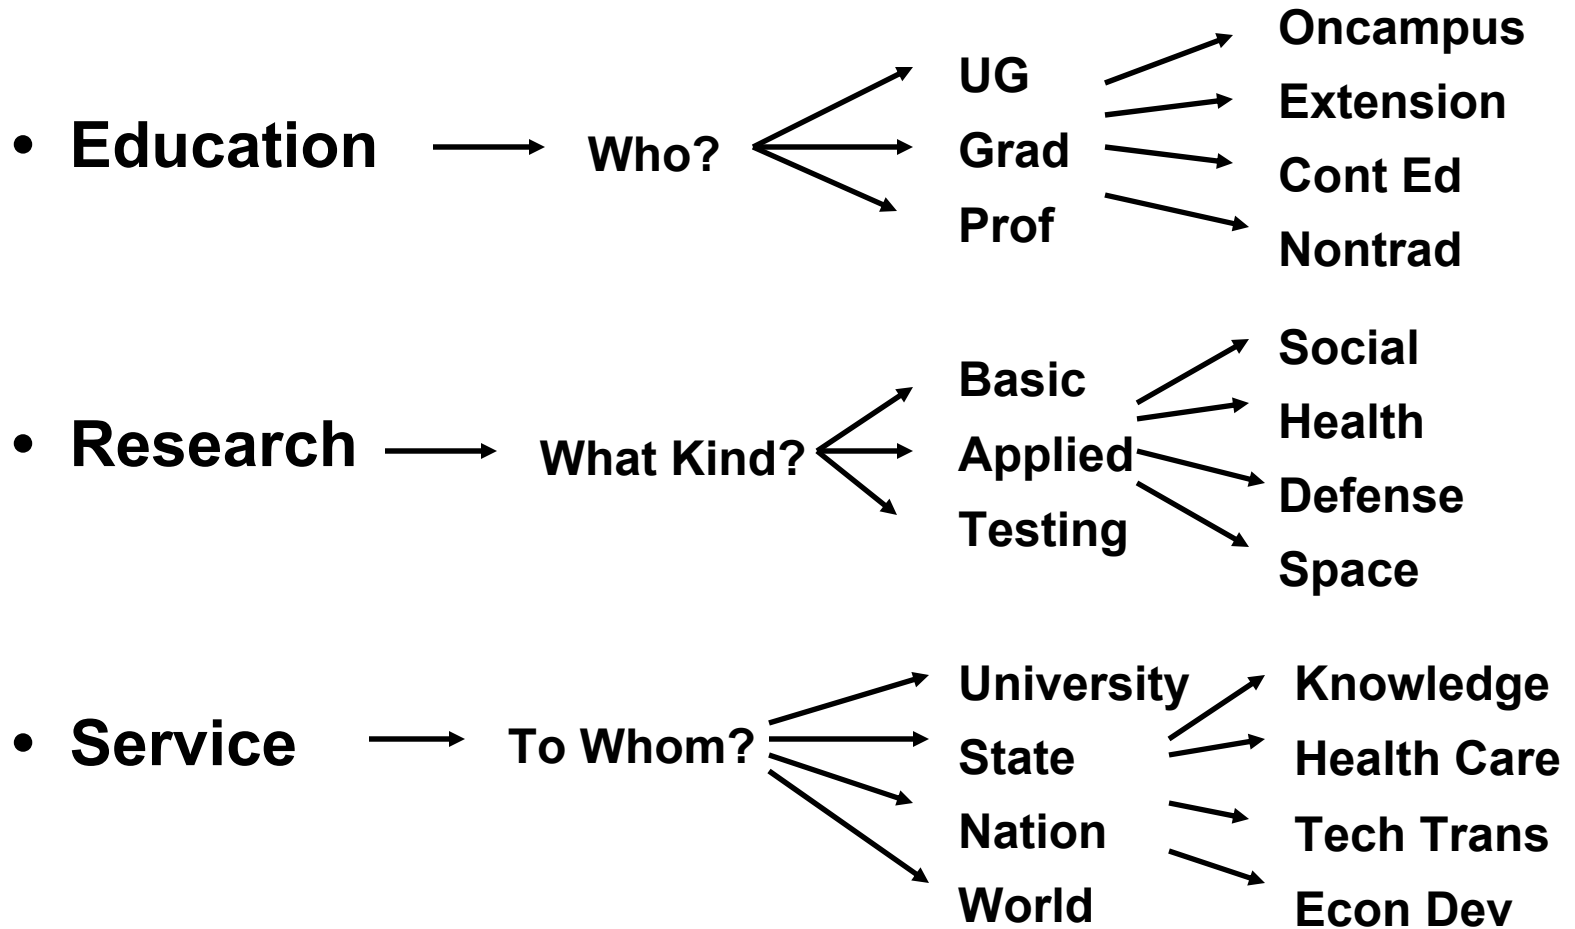 • Education
Who?
UG
Grad
Prof
Oncampus
Extension
Cont Ed
Nontrad
• Research
What Kind?
Basic
Applied
Testing
Social
Health
Defense
Space
• Service
To Whom?
University
State
Nation
World
Knowledge
Health Care
Tech Trans
Econ Dev